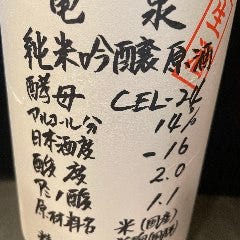 亀泉
純米吟醸原酒
酵母 CEL-24
アルコール分 14%
日本酒度 -16
酸度 2.0
アミノ酸 1.1
原材料名 米(国産)